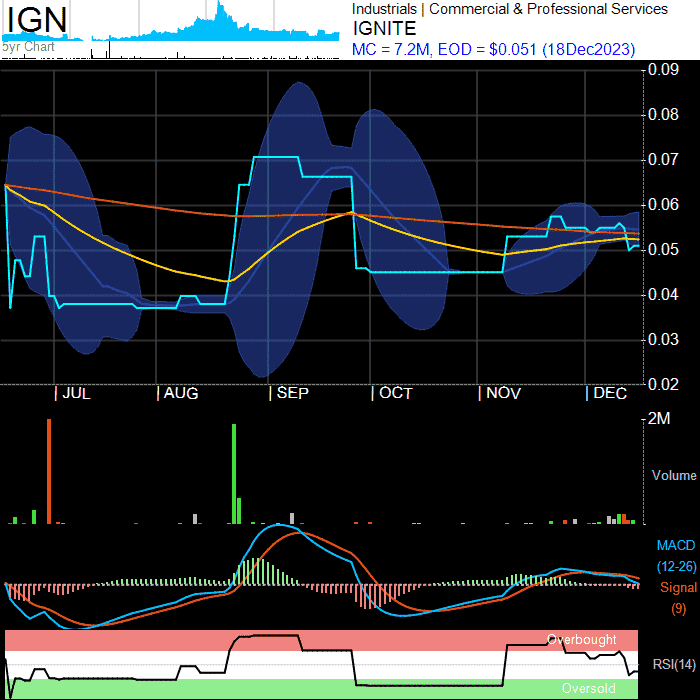 IGN
5yr Chart
Industrials | Commercial & Professional Services
IGNITE
MC = 7.2M, EOD = $0.051 (18Dec2023)
0.09
0.08
0.07
0.06
0.05
0.04
0.03
0.02
| JUL | AUG | SEP | OCT | NOV | DEC
2M
Volume
MACD
(12-26)
Signal
(9)
Overbought
RSI(14)
Oversold